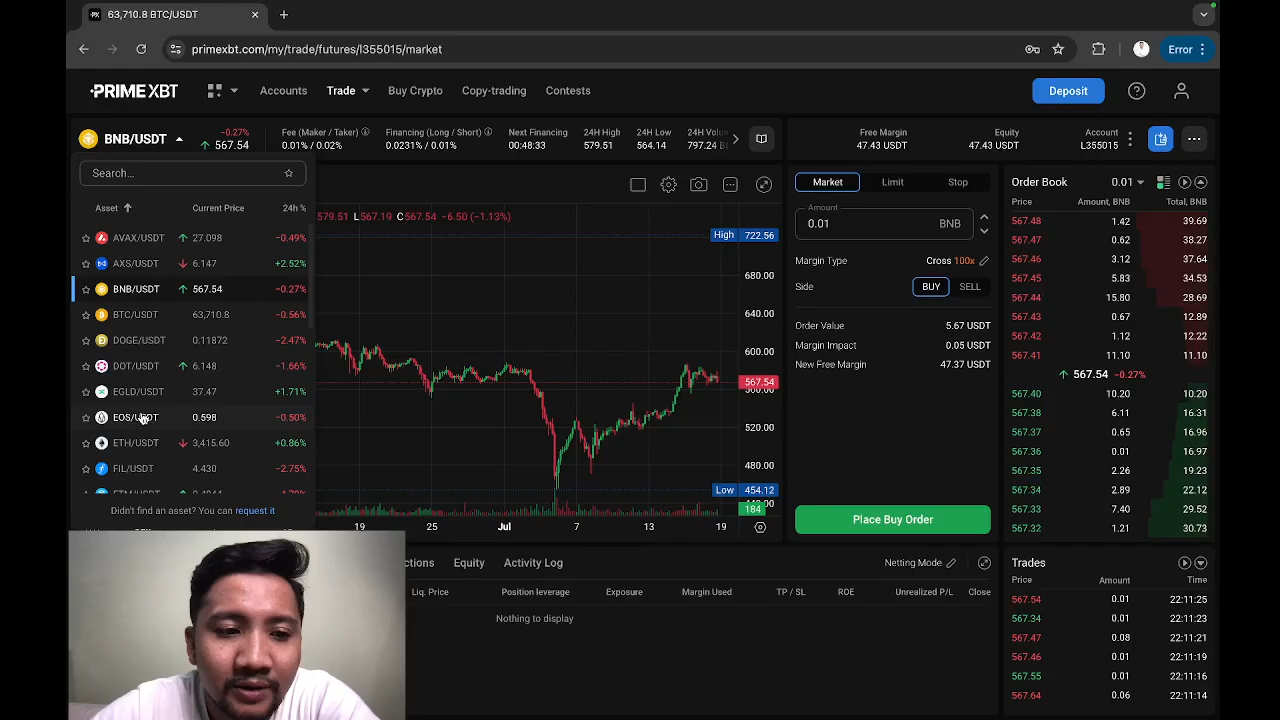 63,710.8 BTC/USDT
primexbt.com/my/trade/futures/l355015/market
Error
PRIME XBT
Accounts
Trade
Buy Crypto
Copy-trading
Contests
Deposit
BNB/USDT
-0.27%
567.54
Fee (Maker / Taker)
0.01% / 0.02%
Financing (Long / Short)
0.0231% / 0.01%
Next Financing
00:48:33
24H High
579.51
24H Low
564.14
24H Volu
797.24 BI
Free Margin
47.43 USDT
Equity
47.43 USDT
Account
L355015
Search...
Asset
Current Price
24h %
AVAX/USDT 27.098 -0.49%
AXS/USDT 6.147 +2.52%
BNB/USDT 567.54 -0.27%
BTC/USDT 63,710.8 -0.56%
DOGE/USDT 0.11872 -2.47%
DOT/USDT 6.148 -1.66%
EGLD/USDT 37.47 +1.71%
EOS/USDT 0.598 -0.50%
ETH/USDT 3,415.60 +0.86%
FIL/USDT 4.430 -2.75%
Didn't find an asset? You can request it
579.51 L567.19 C567.54 -6.50 (-1.13%)
High 722.56
680.00
640.00
600.00
567.54
520.00
480.00
Low 454.12
184
19 25 Jul 7 13 19
Market
Limit
Stop
Amount
0.01 BNB
Margin Type Cross 100x
Side BUY SELL
Order Value 5.67 USDT
Margin Impact 0.05 USDT
New Free Margin 47.37 USDT
Place Buy Order
Order Book 0.01
Price Amount, BNB Total, BNB
567.48 1.42 39.69
567.47 0.62 38.27
567.46 3.12 37.64
567.45 5.83 34.53
567.44 15.80 28.69
567.43 0.67 12.89
567.42 1.12 12.22
567.41 11.10 11.10
567.54 -0.27%
567.40 10.20 10.20
567.38 6.11 16.31
567.37 0.65 16.96
567.36 0.01 16.97
567.35 2.26 19.23
567.34 2.89 22.12
567.33 7.40 29.52
567.32 1.21 30.73
ctions
Equity
Activity Log
Netting Mode
Liq. Price
Position leverage
Exposure
Margin Used
TP / SL
ROE
Unrealized P/L
Close
Nothing to display
Trades
Price Amount Time
567.54 0.01 22:11:25
567.34 0.01 22:11:23
567.47 0.08 22:11:21
567.46 0.01 22:11:19
567.55 0.01 22:11:16
567.64 0.06 22:11:14